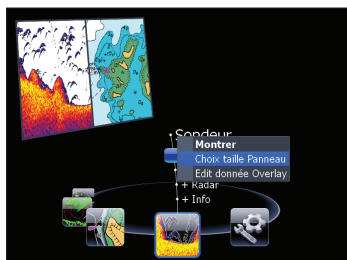 Sondeur
Montrer
Choix taille Panneau
Edit donnée Overlay
+ Radar
+ Info